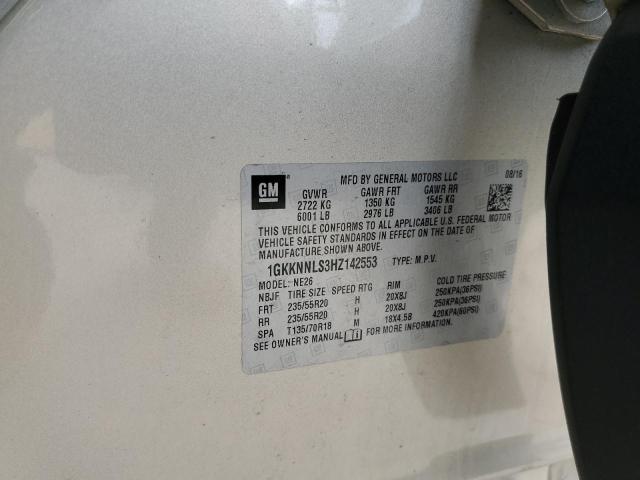 GM
MFD BY GENERAL MOTORS LLC 08/16
GVWR GAWR FRT GAWR RR
2722 KG 1350 KG 1545 KG
6001 LB 2976 LB 3406 LB
THIS VEHICLE CONFORMS TO ALL APPLICABLE U.S. FEDERAL MOTOR
VEHICLE SAFETY STANDARDS IN EFFECT ON THE DATE OF
MANUFACTURE SHOWN ABOVE.
1GKKNNLS3HZ142553 TYPE: M.P.V.
MODEL: NE26
NBJF TIRE SIZE SPEED RTG RIM COLD TIRE PRESSURE
FRT 235/55R20 H 20X8J 250KPA(36PSI)
RR 235/55R20 H 20X8J 250KPA(36PSI)
SPA T135/70R18 M 18X4.5B 420KPA(60PSI)
SEE OWNER'S MANUAL FOR MORE INFORMATION.